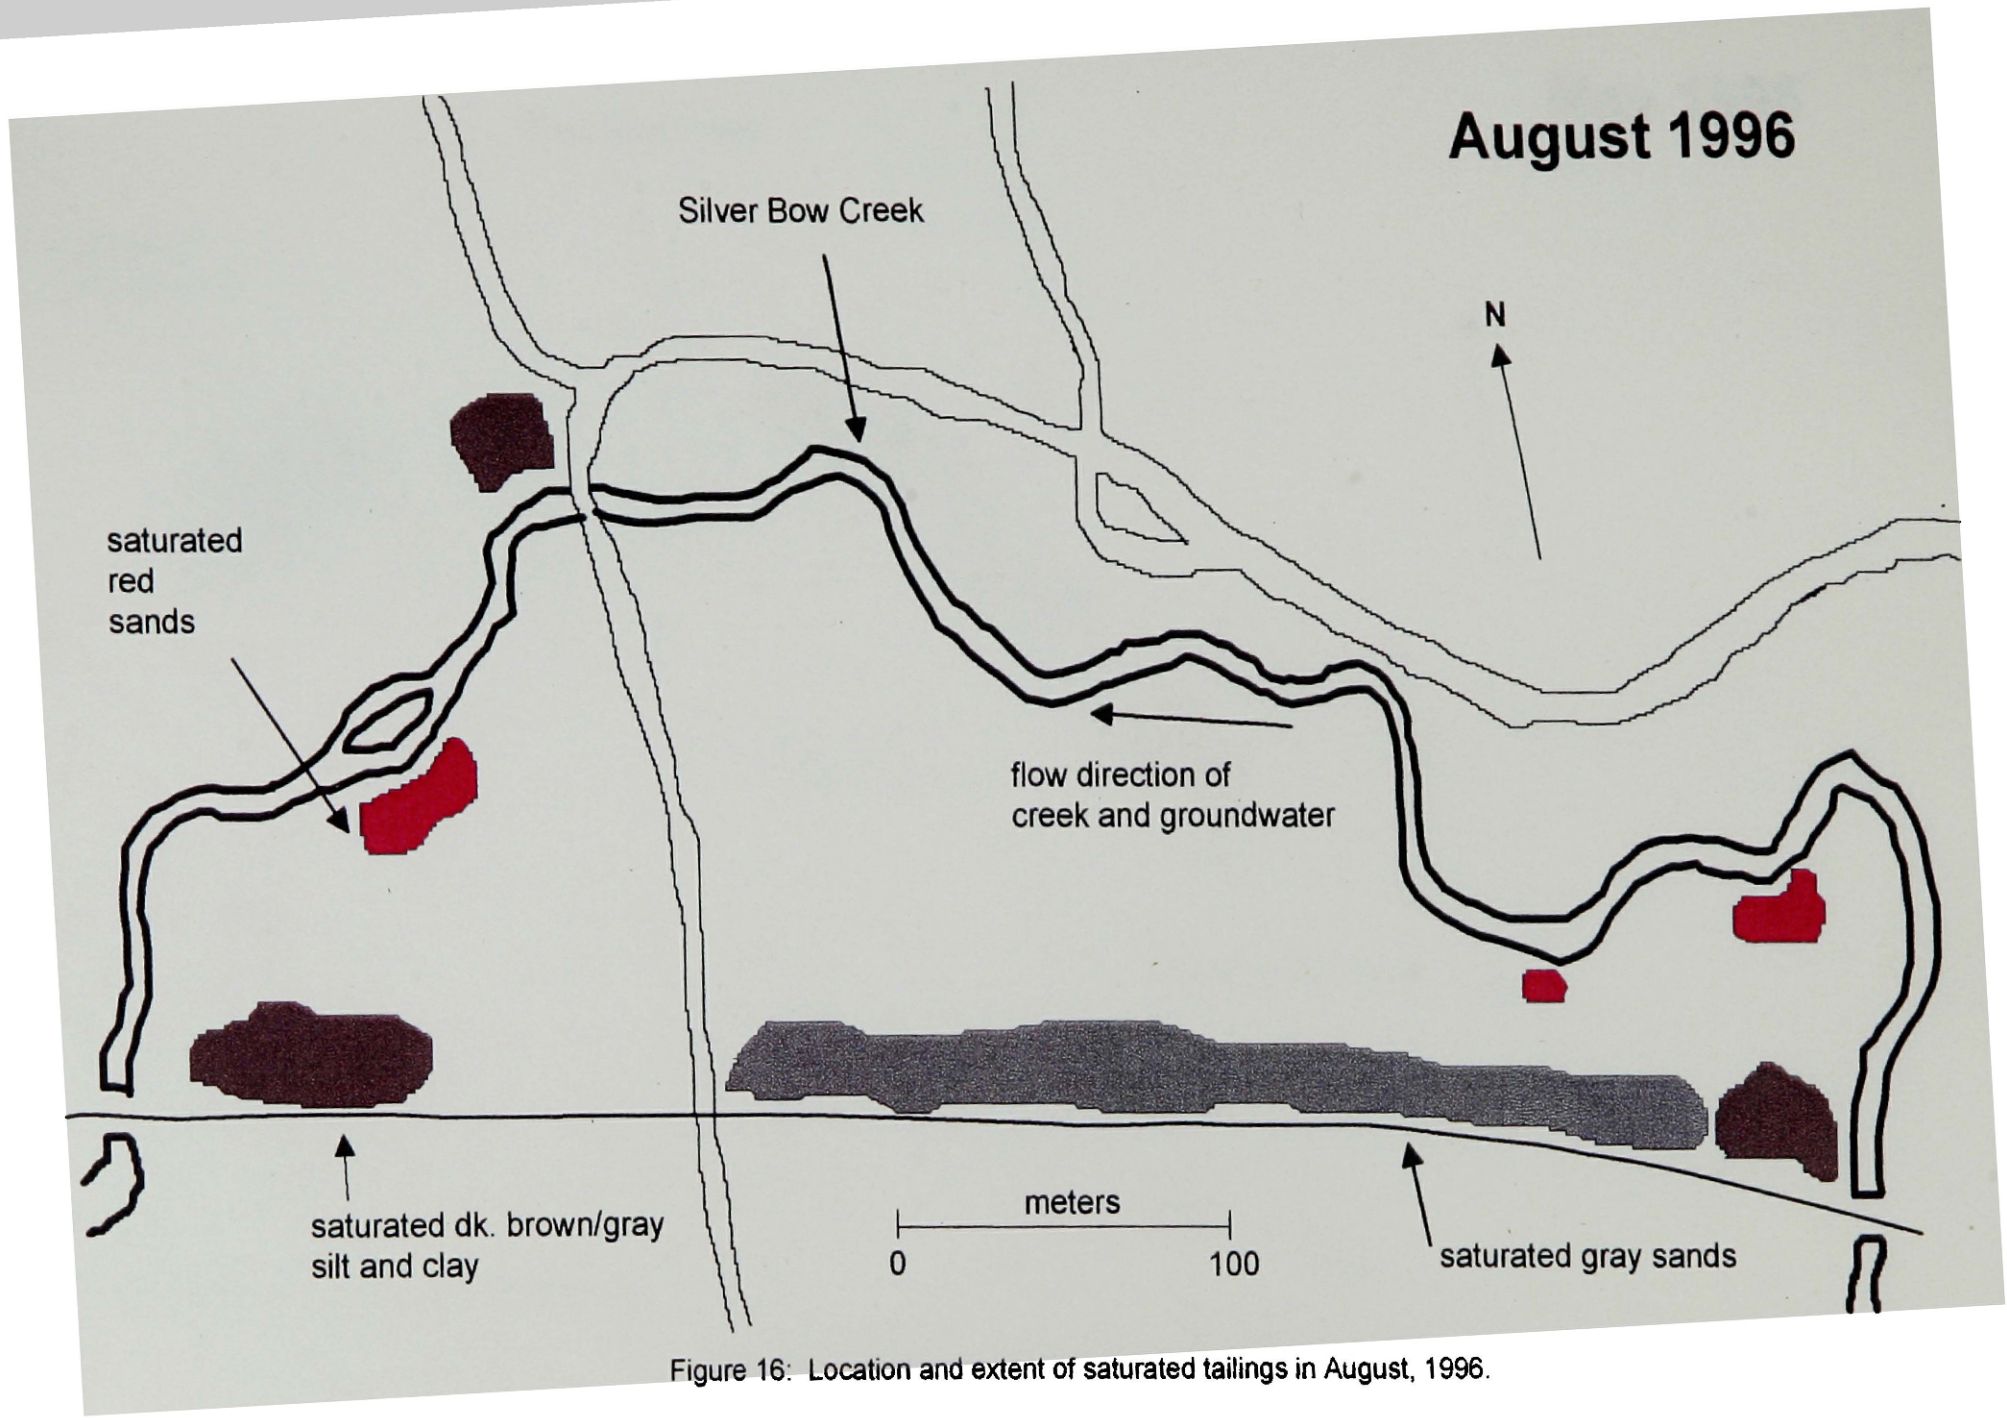 August 1996
Silver Bow Creek
N
saturated
red
sands
flow direction of
creek and groundwater
meters
0 100
saturated dk. brown/gray
silt and clay
saturated gray sands
Figure 16: Location and extent of saturated tailings in August, 1996.